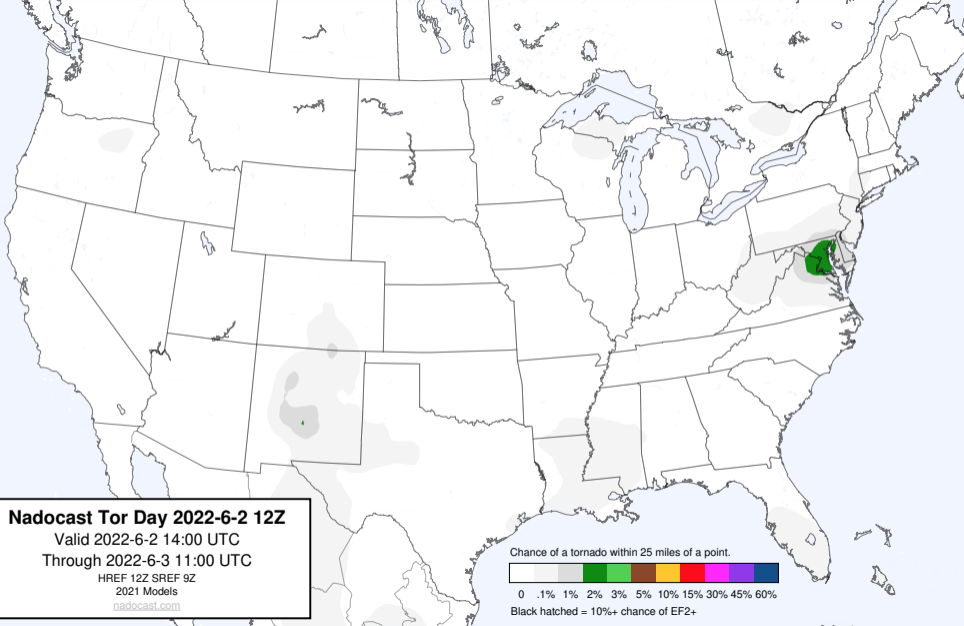 Nadocast Tor Day 2022-6-2 12Z
Valid 2022-6-2 14:00 UTC
Through 2022-6-3 11:00 UTC
HREF 12Z SREF 9Z
2021 Models
nadocast.com
Chance of a tornado within 25 miles of a point.
0 .1% 1% 2% 3% 5% 10% 15% 30% 45% 60%
Black hatched = 10%+ chance of EF2+